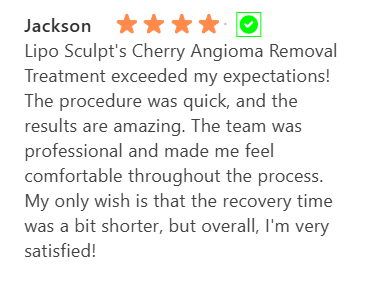 Jackson
Lipo Sculpt's Cherry Angioma Removal
Treatment exceeded my expectations!
The procedure was quick, and the
results are amazing. The team was
professional and made me feel
comfortable throughout the process.
My only wish is that the recovery time
was a bit shorter, but overall, I'm very
satisfied!